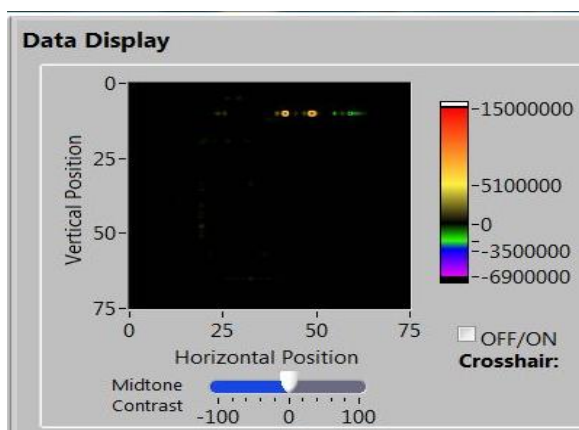 Data Display
Vertical Position
0
25
50
75
0 25 50 75
Horizontal Position
15000000
5100000
0
-3500000
-6900000
OFF/ON
Crosshair:
Midtone
Contrast
-100 0 100